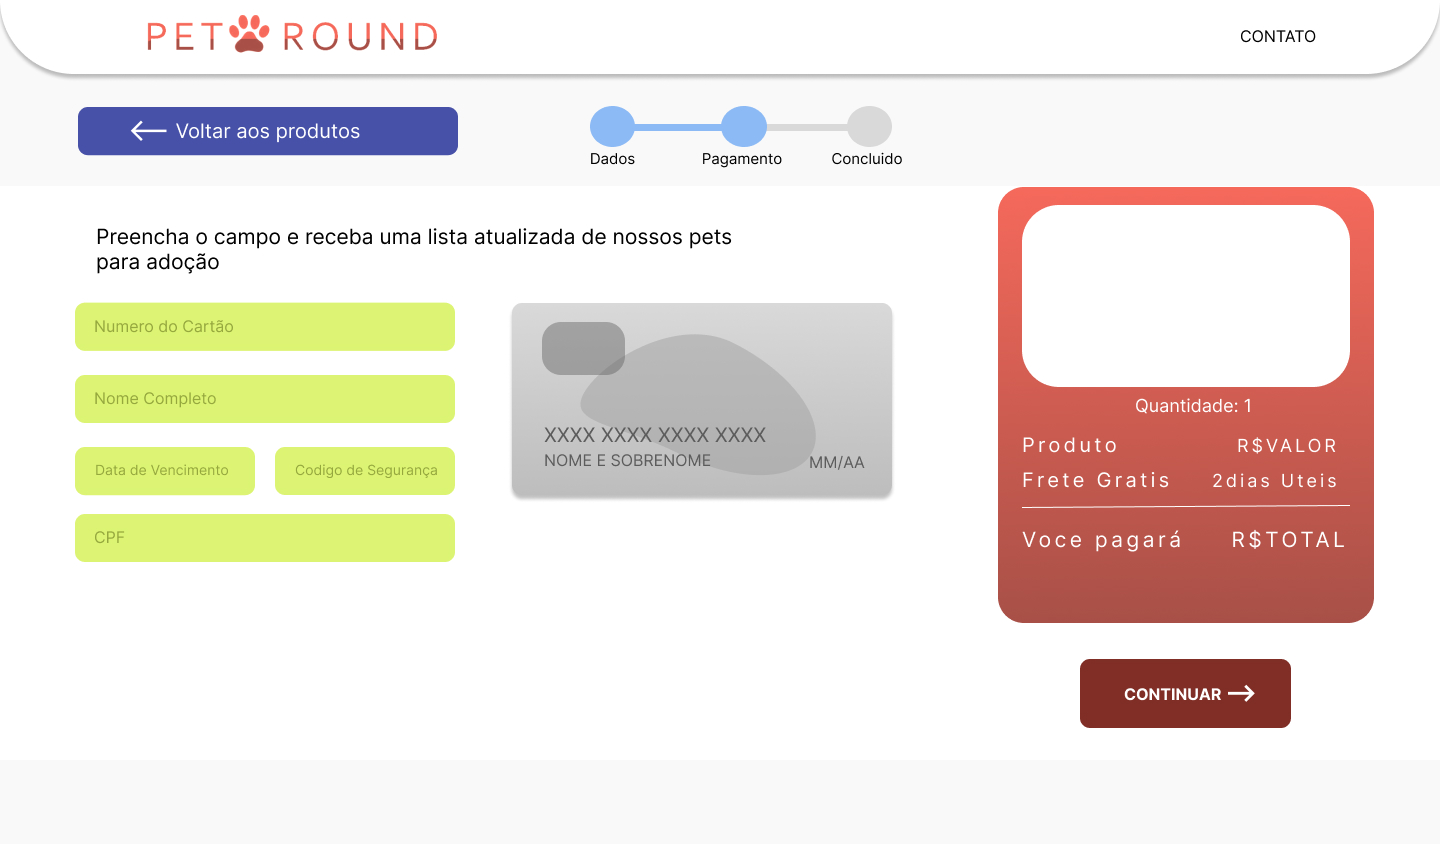 PET ROUND
CONTATO
Voltar aos produtos
Dados
Pagamento
Concluido
Preencha o campo e receba uma lista atualizada de nossos pets
para adoção
Numero do Cartão
Nome Completo
Data de Vencimento
Codigo de Segurança
CPF
XXXX XXXX XXXX XXXX
NOME E SOBRENOME
MM/AA
Quantidade: 1
Produto R$VALOR
Frete Gratis 2dias Uteis
Voce pagará R$TOTAL
CONTINUAR